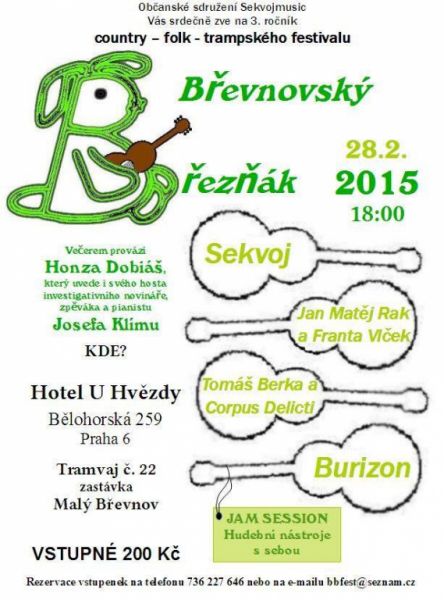 Občanské sdružení Sekvojmusic
Vás srdečně zve na 3. ročník
country – folk - trampského festivalu
Břevnovský
řezňák
28.2.
2015
18:00
Večerem provází
Honza Dobiáš,
který uvede i svého hosta
investigativního novináře,
zpěváka a pianistu
Josefa Klímu
KDE?
Hotel U Hvězdy
Bělohorská 259
Praha 6
Tramvaj č. 22
zastávka
Malý Břevnov
VSTUPNÉ 200 Kč
Sekvoj
Jan Matěj Rak
a Franta Vlček
Tomáš Berka a
Corpus Delicti
Burizon
JAM SESSION
Hudební nástroje
s sebou
Rezervace vstupenek na telefonu 736 227 646 nebo na e-mailu bbfest@seznam.cz